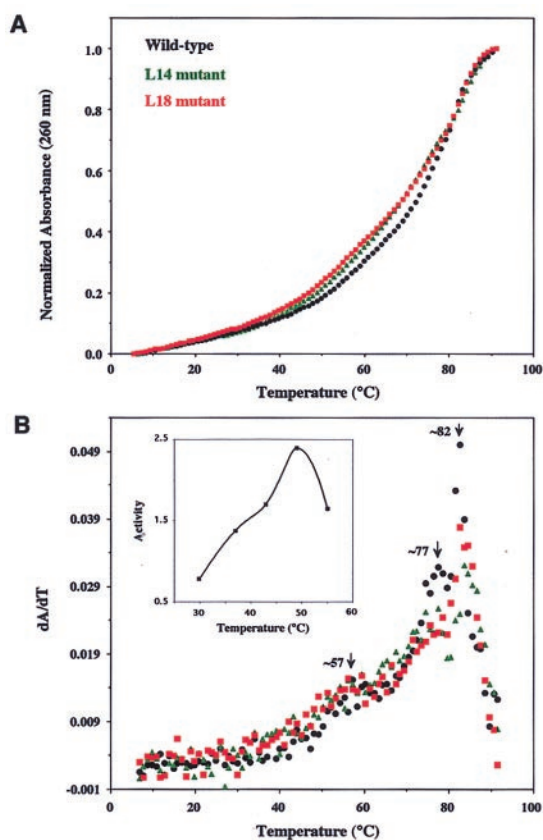 A
Wild-type
L14 mutant
L18 mutant
Normalized Absorbance (260 nm)
1.0
0.8
0.6
0.4
0.2
0.0
0 20 40 60 80 100
Temperature (°C)
B
~82
~77
~57
dA/dT
0.049
0.039
0.029
0.019
0.009
-0.001
Activity
2.5
1.5
0.5
30 40 50 60
Temperature (°C)
0 20 40 60 80 100
Temperature (°C)